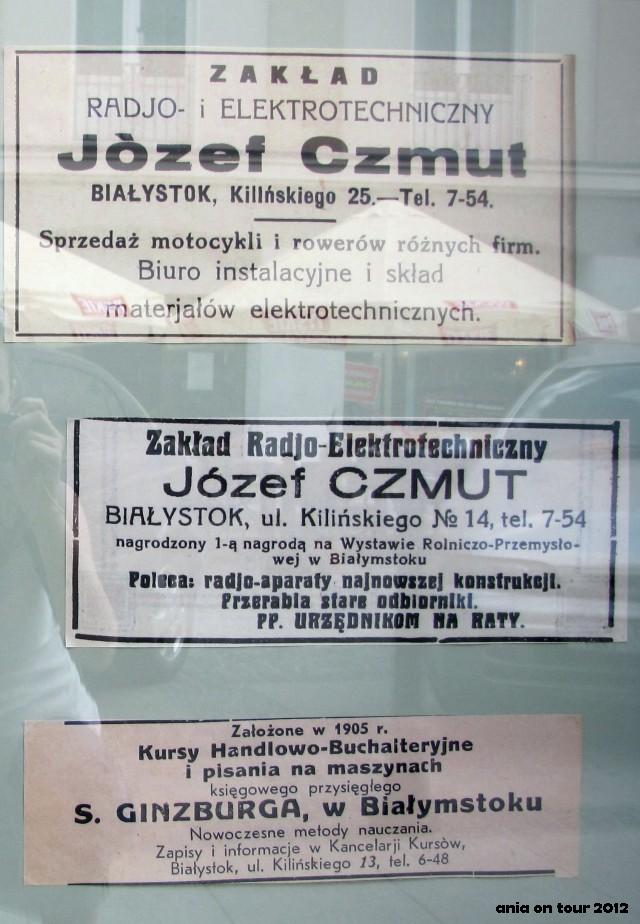 ZAKŁAD
RADJO- i ELEKTROTECHNICZNY
Jòzef Czmut
BIAŁYSTOK, Kilińskiego 25.—Tel. 7-54.
Sprzedaż motocykli i rowerów różnych firm.
Biuro instalacyjne i skład
materjałów elektrotechnicznych.
Zakład Radjo-Elektrotechniczny
Józef CZMUT
BIAŁYSTOK, ul. Kilińskiego № 14, tel. 7-54
nagrodzony 1-ą nagrodą na Wystawie Rolniczo-Przemysło-
wej w Białymstoku
Poleca: radjo-aparaty najnowszej konstrukcji.
Przerabia stare odbiorniki.
PP. URZĘDNIKOM NA RATY.
Założone w 1905 r.
Kursy Handlowo-Buchalteryjne
i pisania na maszynach
księgowego przysięgłego
S. GINZBURGA, w Białymstoku
Nowoczesne metody nauczania.
Zapisy i informacje w Kancelarji Kursów,
Białystok, ul. Kilińskiego 13, tel. 6-48
ania on tour 2012